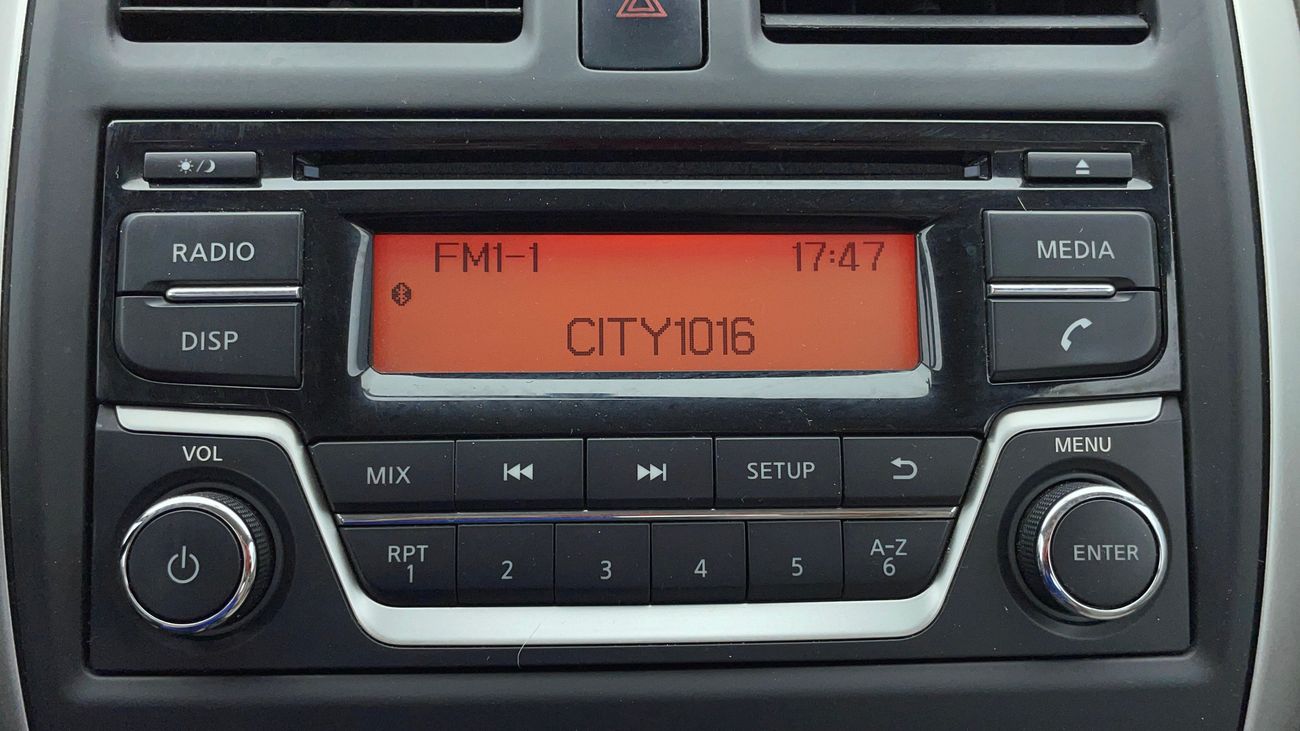 RADIO
DISP
FM1-1 17:47
CITY1016
MEDIA
VOL
MIX
SETUP
MENU
RPT
1
2
3
4
5
A-Z
6
ENTER